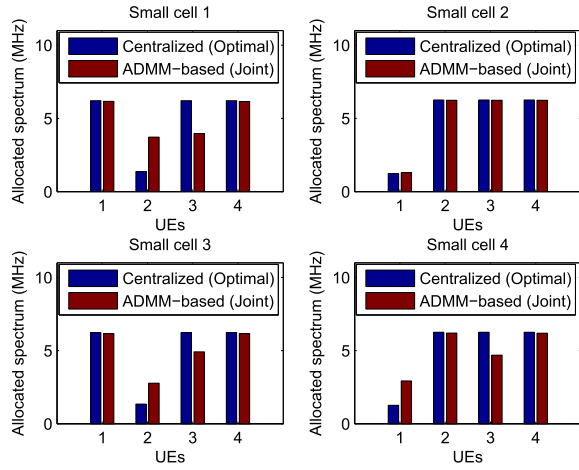 Small cell 1
Allocated spectrum (MHz)
10
5
0
Centralized (Optimal)
ADMM−based (Joint)
1 2 3 4
UEs
Small cell 2
Allocated spectrum (MHz)
10
5
0
Centralized (Optimal)
ADMM−based (Joint)
1 2 3 4
UEs
Small cell 3
Allocated spectrum (MHz)
10
5
0
Centralized (Optimal)
ADMM−based (Joint)
1 2 3 4
UEs
Small cell 4
Allocated spectrum (MHz)
10
5
0
Centralized (Optimal)
ADMM−based (Joint)
1 2 3 4
UEs